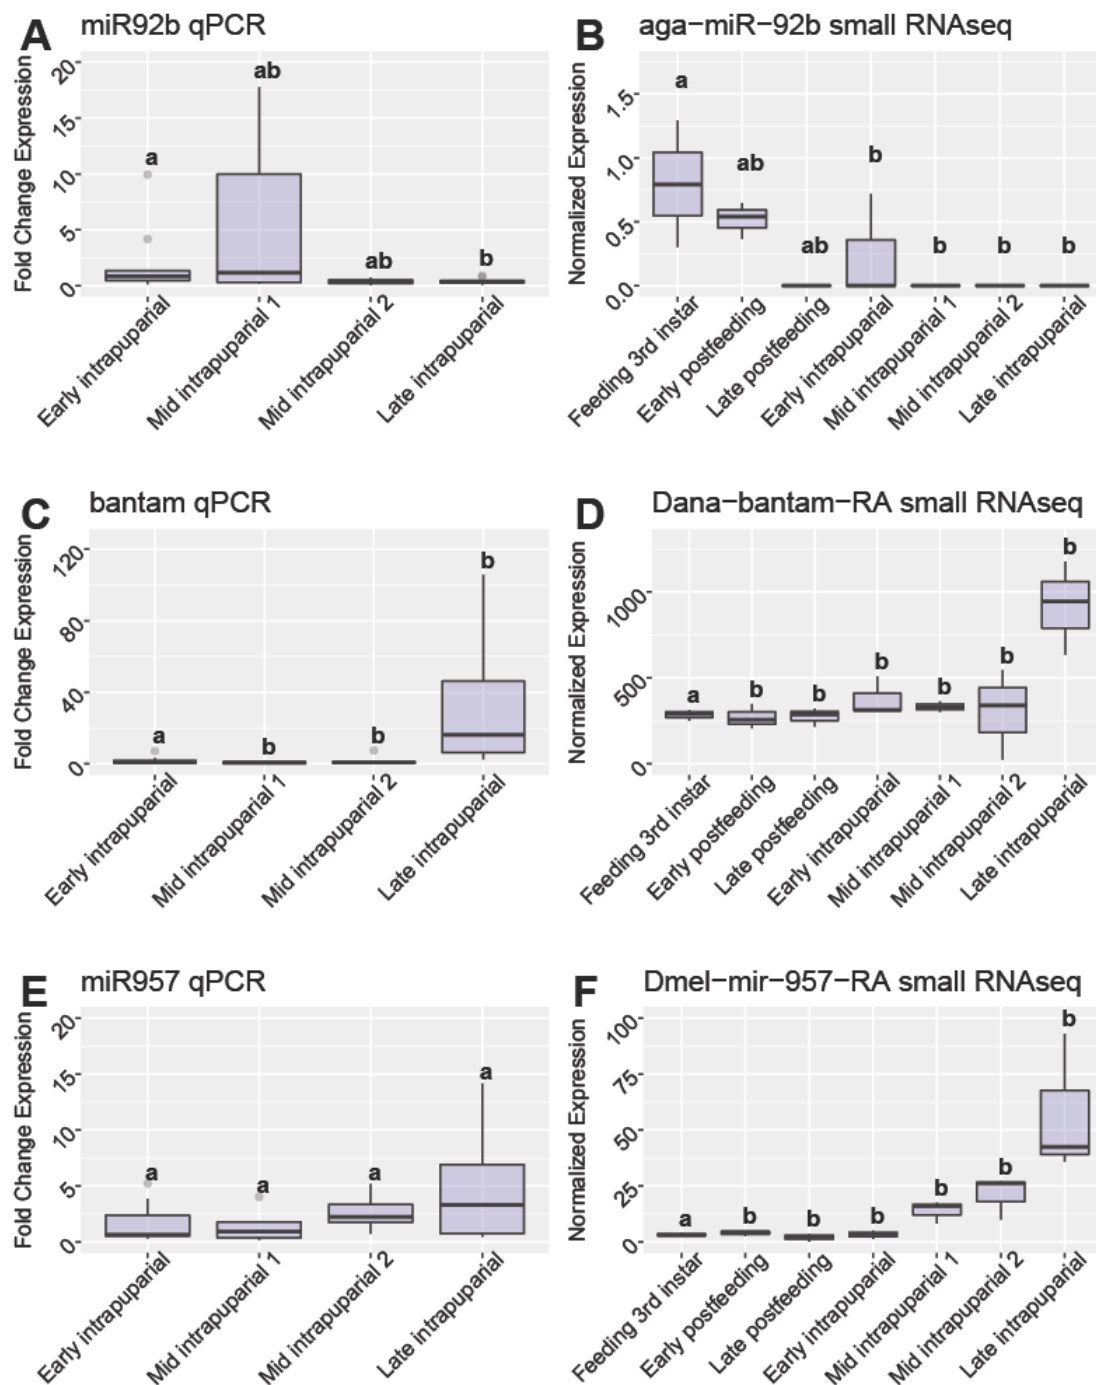 A miR92b qPCR
Fold Change Expression
20
15
10
5
0
a
ab
ab
b
Early intrapuparial
Mid intrapuparial 1
Mid intrapuparial 2
Late intrapuparial
B aga−miR−92b small RNAseq
Normalized Expression
1.5
1.0
0.5
0.0
a
ab
ab
b
b
b
b
Feeding 3rd instar
Early postfeeding
Late postfeeding
Early intrapuparial
Mid intrapuparial 1
Mid intrapuparial 2
Late intrapuparial
C bantam qPCR
Fold Change Expression
120
80
40
0
a
b
b
b
Early intrapuparial
Mid intrapuparial 1
Mid intrapuparial 2
Late intrapuparial
D Dana−bantam−RA small RNAseq
Normalized Expression
1000
500
0
a
b
b
b
b
b
b
Feeding 3rd instar
Early postfeeding
Late postfeeding
Early intrapuparial
Mid intrapuparial 1
Mid intrapuparial 2
Late intrapuparial
E miR957 qPCR
Fold Change Expression
20
15
10
5
0
a
a
a
a
Early intrapuparial
Mid intrapuparial 1
Mid intrapuparial 2
Late intrapuparial
F Dmel−mir−957−RA small RNAseq
Normalized Expression
100
75
50
25
0
a
b
b
b
b
b
b
Feeding 3rd instar
Early postfeeding
Late postfeeding
Early intrapuparial
Mid intrapuparial 1
Mid intrapuparial 2
Late intrapuparial